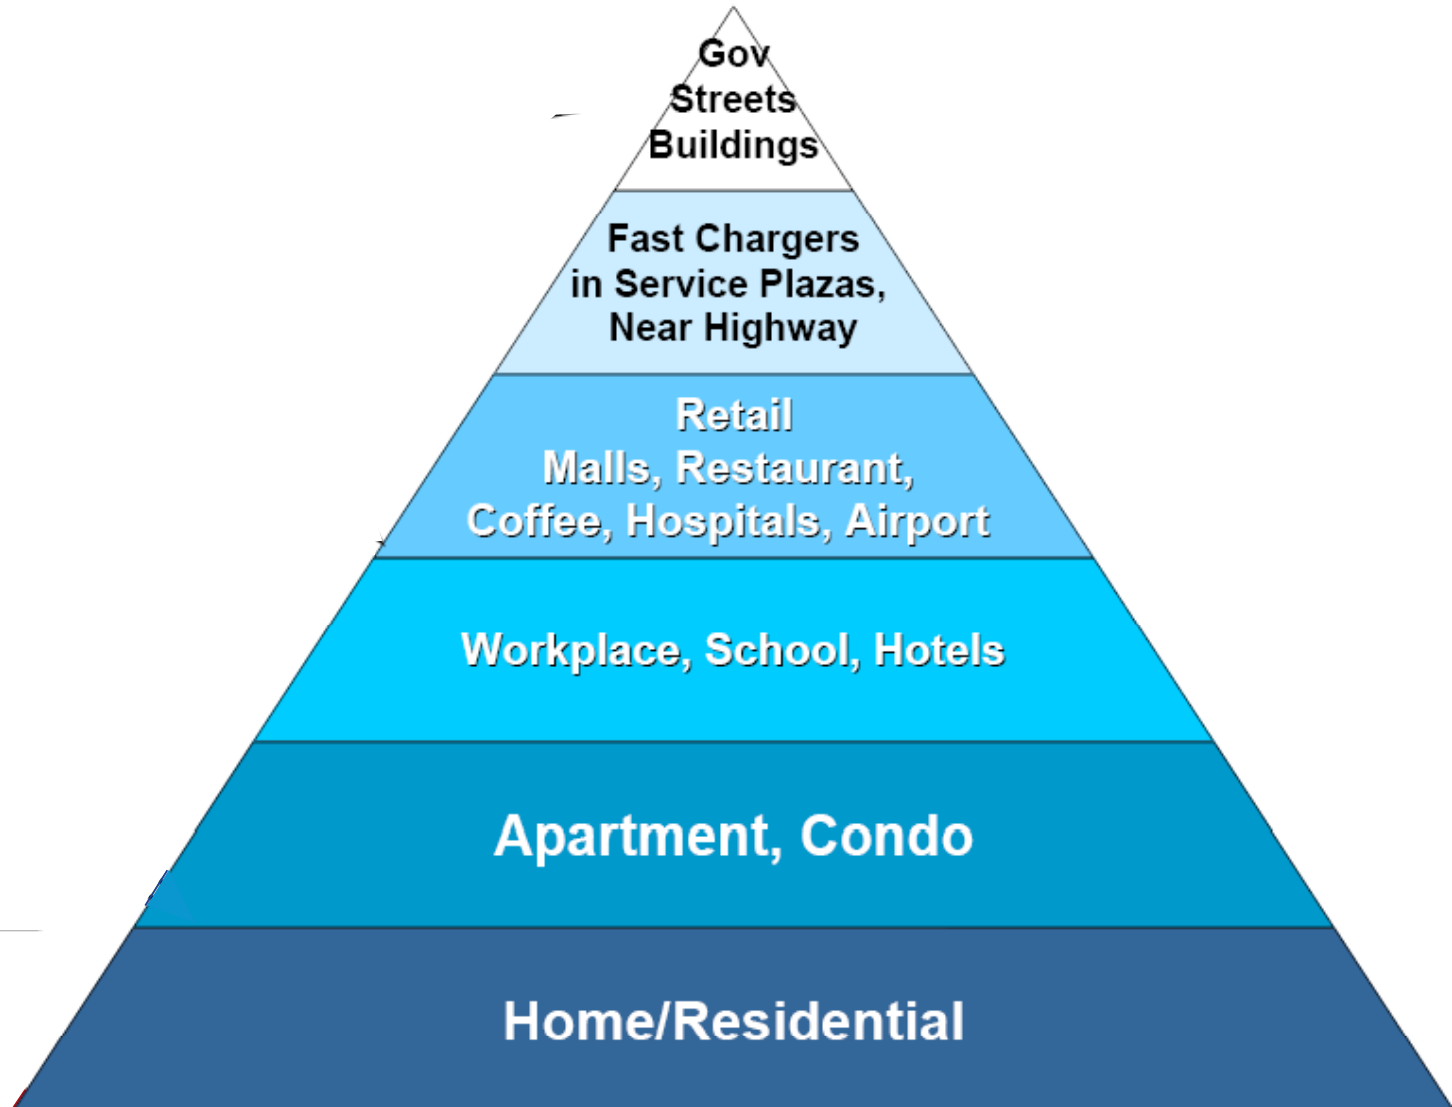 Gov
Streets
Buildings
Fast Chargers
in Service Plazas,
Near Highway
Retail
Malls, Restaurant,
Coffee, Hospitals, Airport
Workplace, School, Hotels
Apartment, Condo
Home/Residential